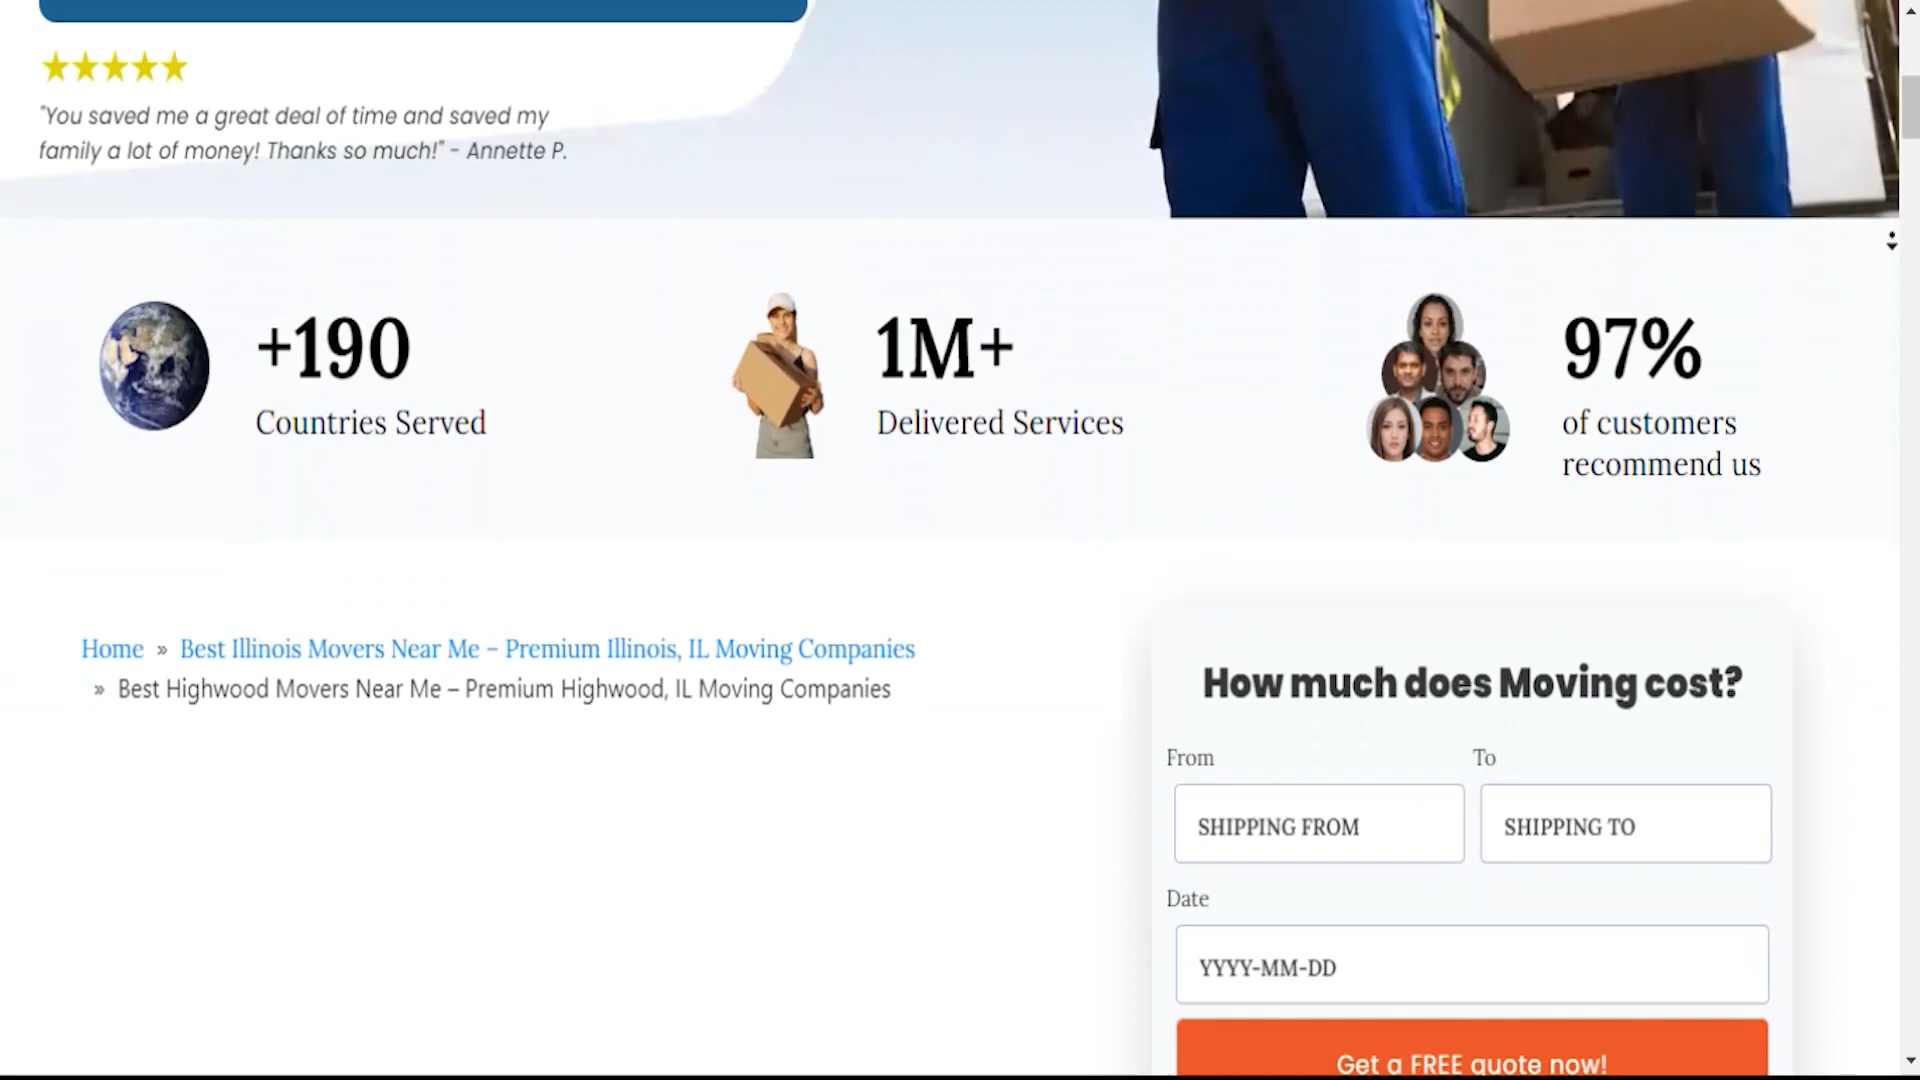 "You saved me a great deal of time and saved my
family a lot of money! Thanks so much!" - Annette P.
+190
Countries Served
1M+
Delivered Services
97%
of customers
recommend us
Home » Best Illinois Movers Near Me – Premium Illinois, IL Moving Companies
» Best Highwood Movers Near Me – Premium Highwood, IL Moving Companies
How much does Moving cost?
From To
SHIPPING FROM SHIPPING TO
Date
YYYY-MM-DD
Get a FREE quote now!